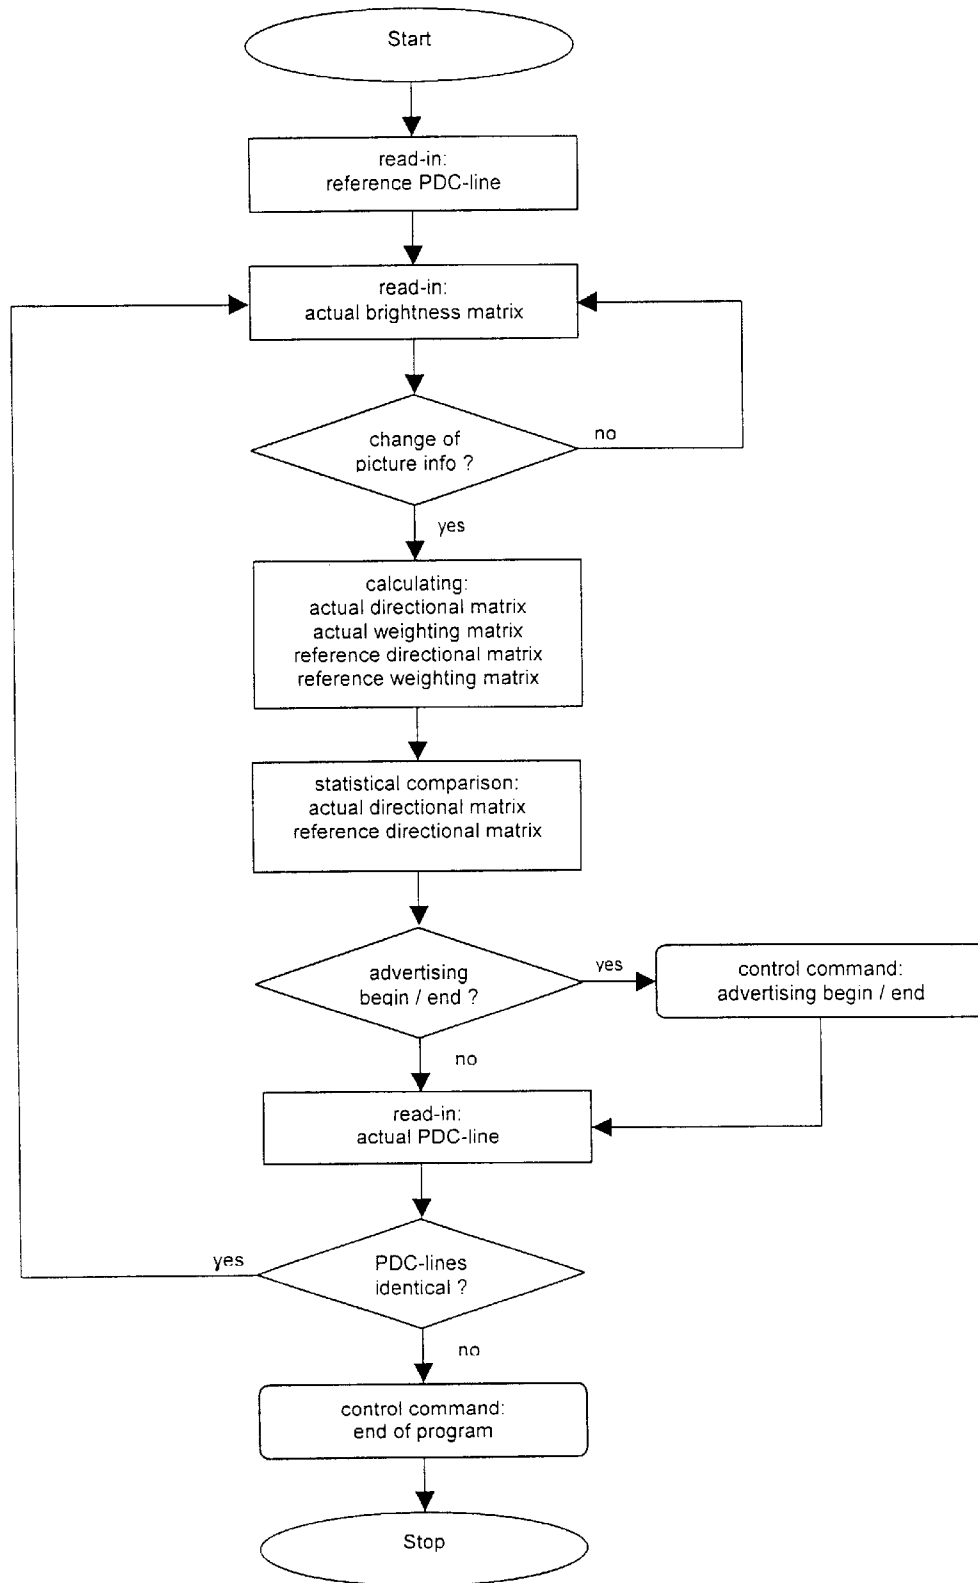 Start
read-in:
reference PDC-line
read-in:
actual brightness matrix
change of
picture info ?
no
yes
calculating:
actual directional matrix
actual weighting matrix
reference directional matrix
reference weighting matrix
statistical comparison:
actual directional matrix
reference directional matrix
advertising
begin / end ?
yes
control command:
advertising begin / end
no
read-in:
actual PDC-line
yes
PDC-lines
identical ?
no
control command:
end of program
Stop